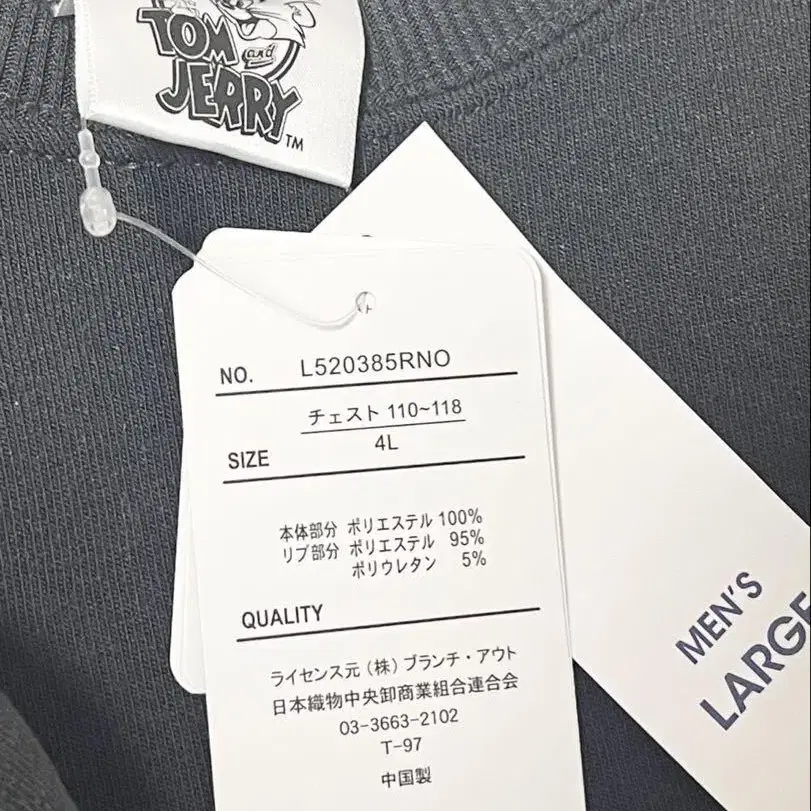 TOM and
JERRY™
NO. L520385RNO
チェスト 110~118
SIZE 4L
本体部分 ポリエステル 100%
リブ部分 ポリエステル 95%
ポリウレタン 5%
QUALITY
ライセンス元 (株) ブランチ・アウト
日本織物中央卸商業組合連合会
03-3663-2102
T-97
中国製
MEN'S
LARGE